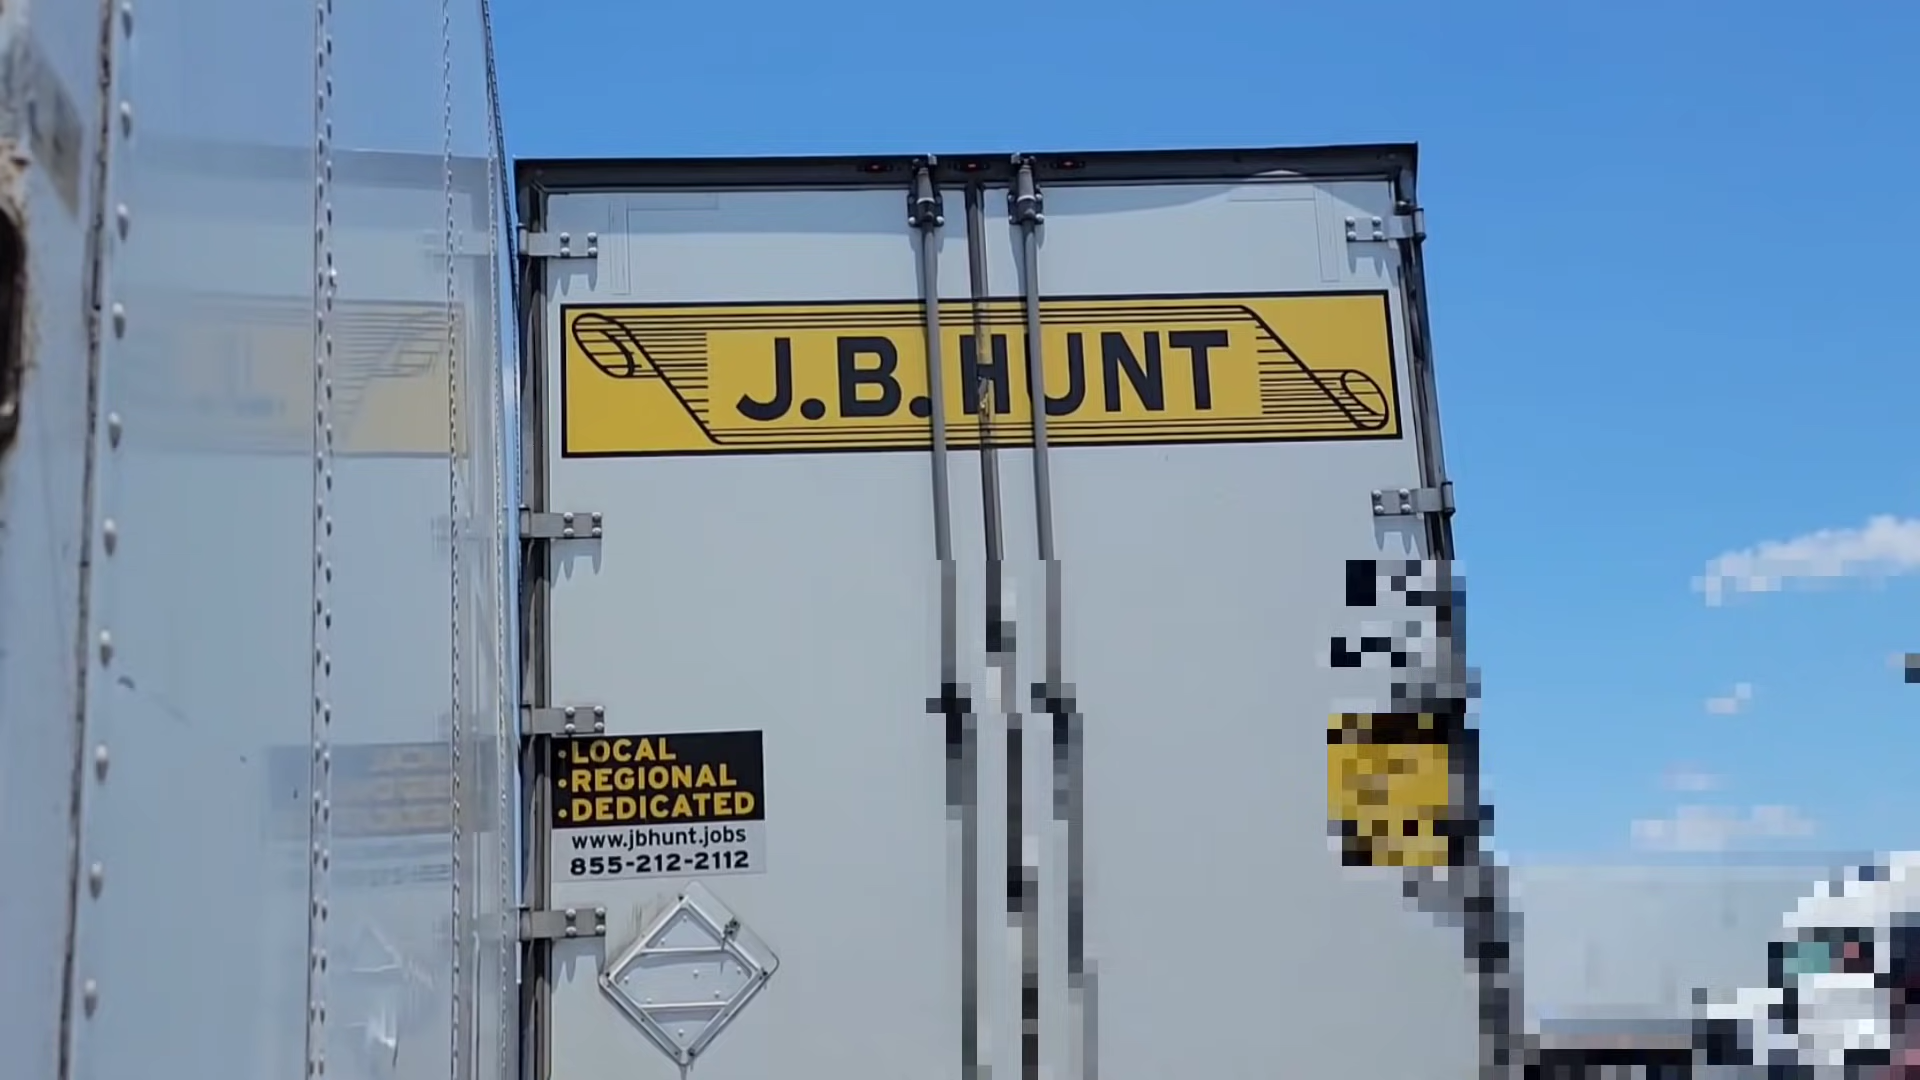 J.B. HUNT
•LOCAL
•REGIONAL
•DEDICATED
www.jbhunt.jobs
855-212-2112